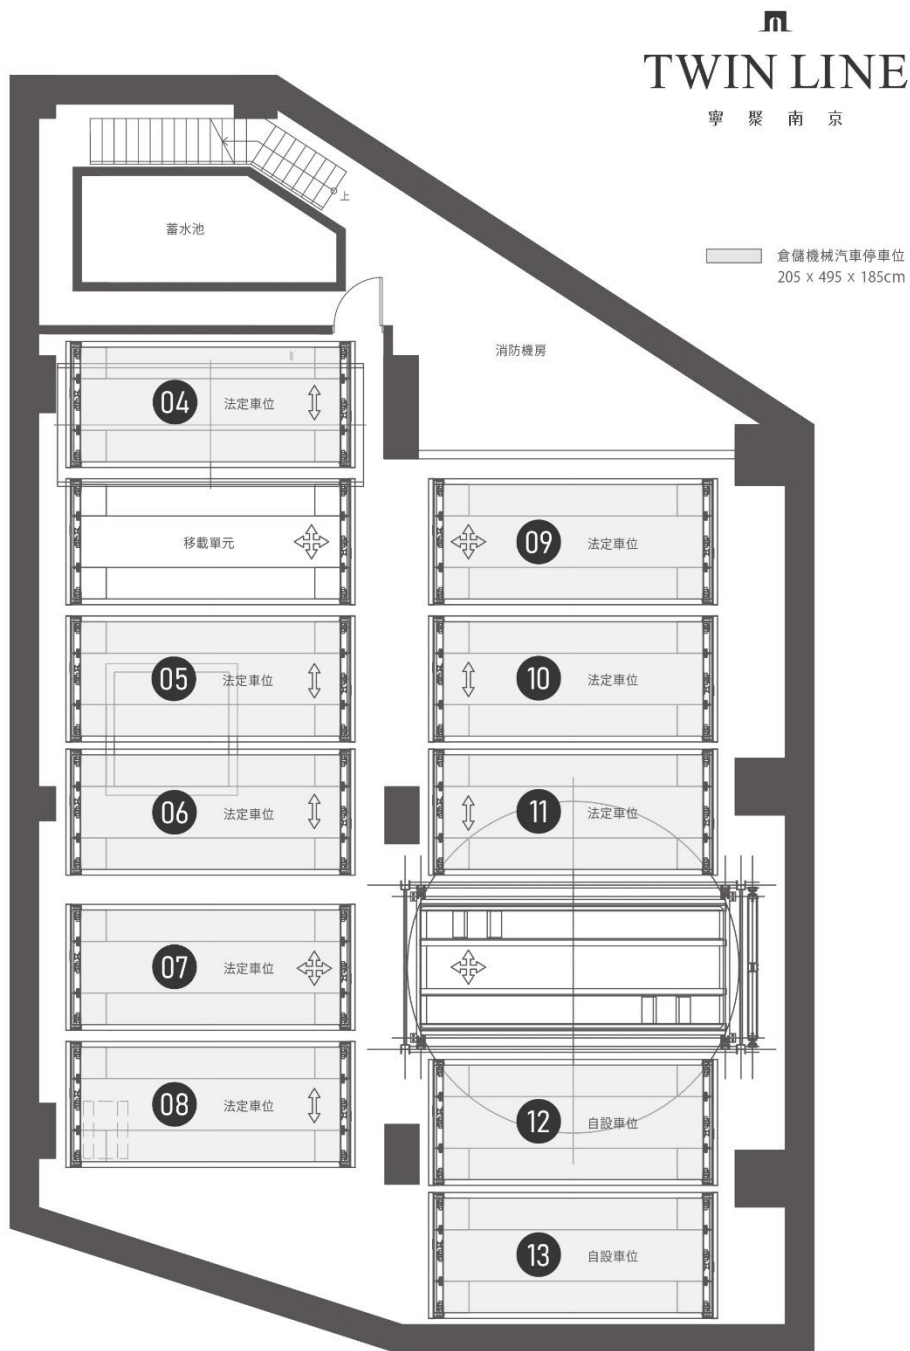 TWIN LINE
寧聚南京
上
蓄水池
倉儲機械汽車停車位
205 x 495 x 185cm
消防機房
04 法定車位
移載單元
09 法定車位
05 法定車位
10 法定車位
06 法定車位
11 法定車位
07 法定車位
08 法定車位
12 自設車位
13 自設車位